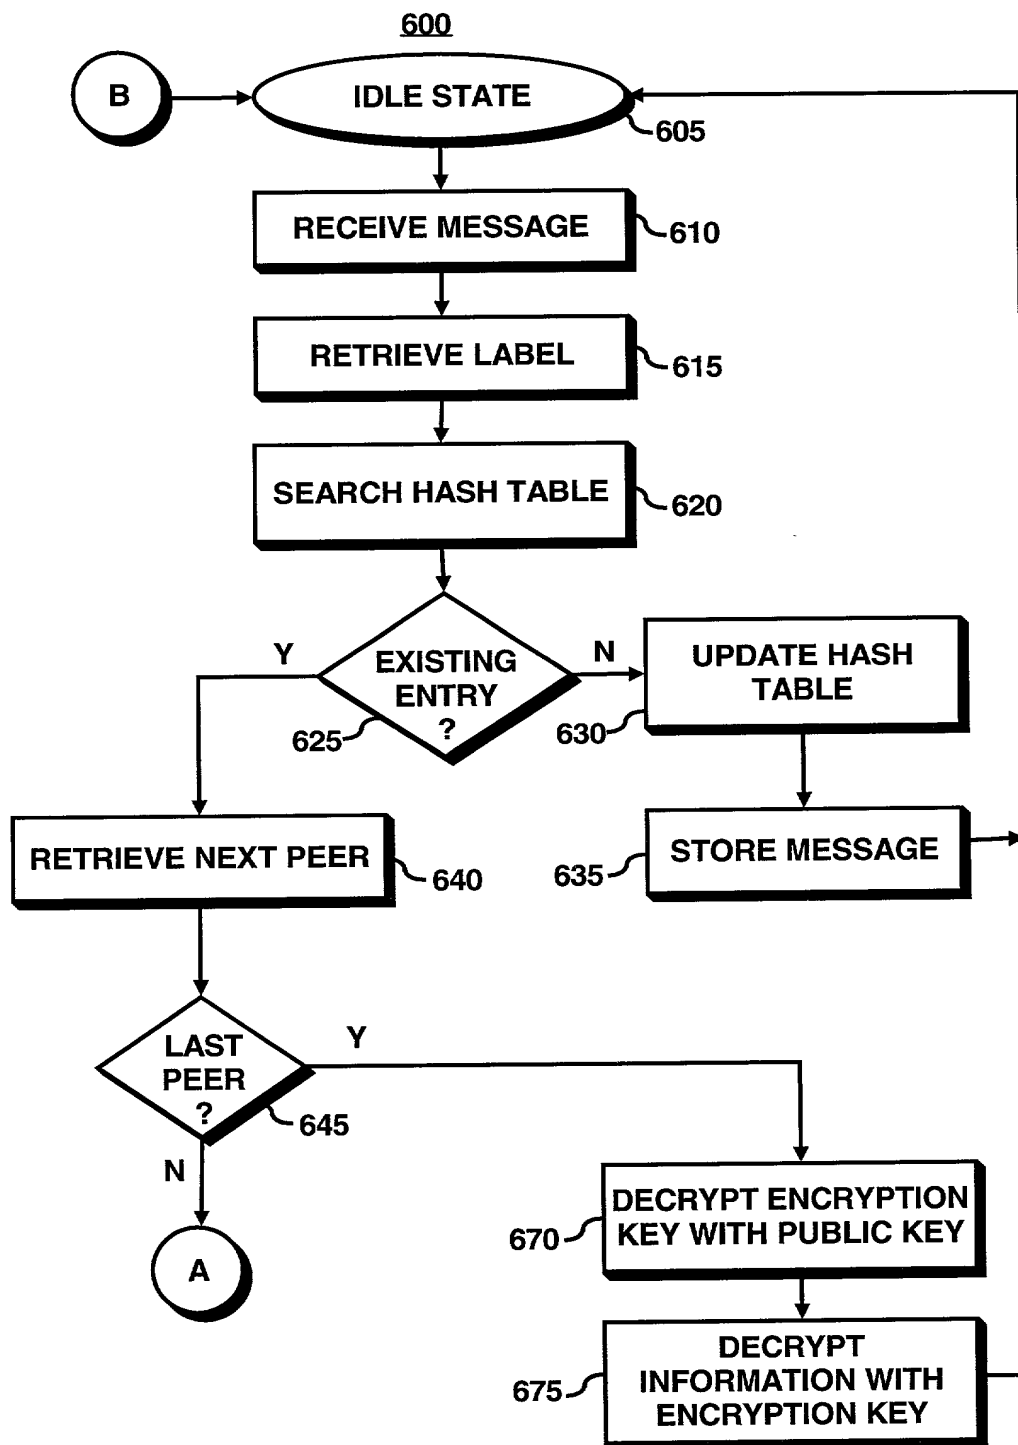 600
B
IDLE STATE
605
RECEIVE MESSAGE
610
RETRIEVE LABEL
615
SEARCH HASH TABLE
620
Y
EXISTING
ENTRY
?
N
625
UPDATE HASH
TABLE
630
RETRIEVE NEXT PEER
640
STORE MESSAGE
635
LAST
PEER
?
Y
645
N
A
DECRYPT ENCRYPTION
KEY WITH PUBLIC KEY
670
DECRYPT
INFORMATION WITH
ENCRYPTION KEY
675